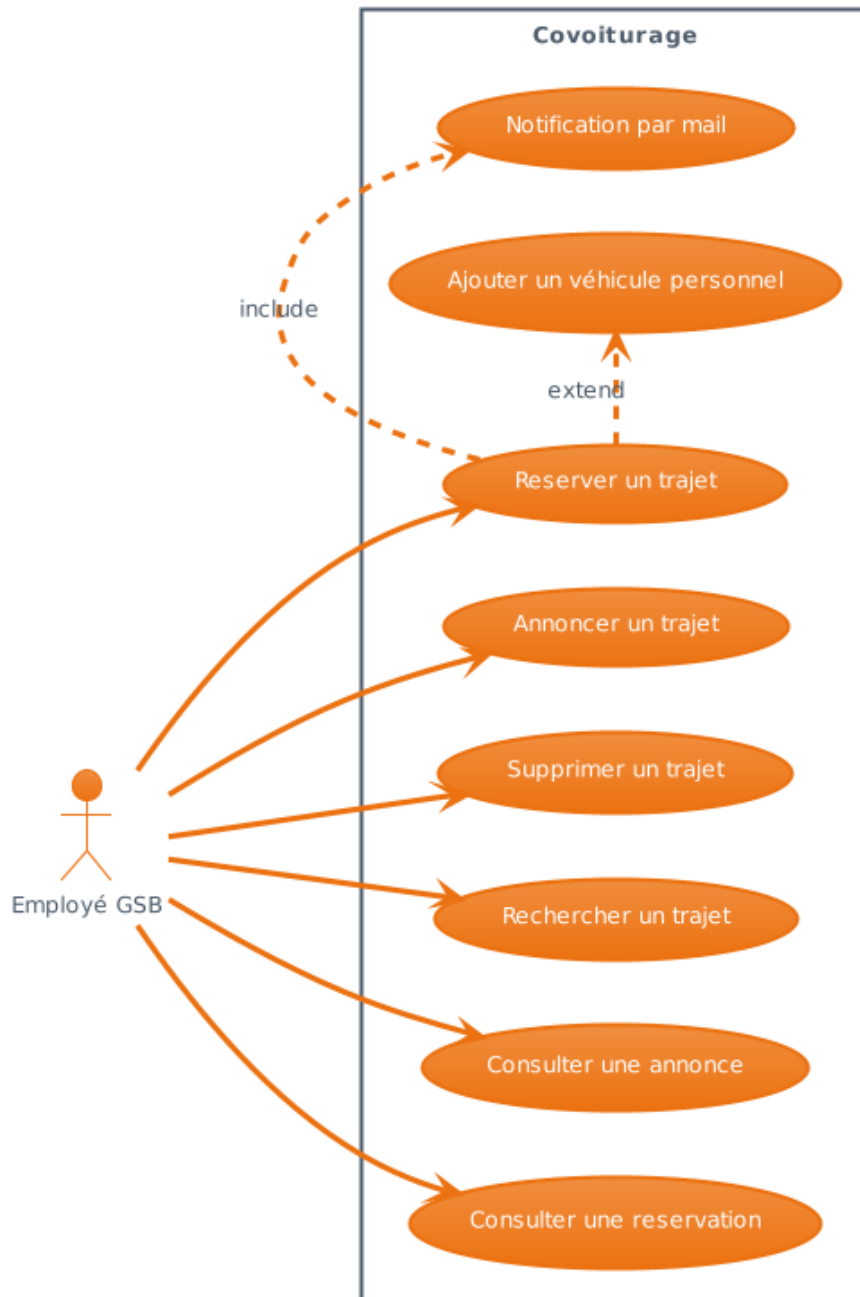 Covoiturage
Notification par mail
Ajouter un véhicule personnel
include
extend
Reserver un trajet
Annoncer un trajet
Supprimer un trajet
Employé GSB
Rechercher un trajet
Consulter une annonce
Consulter une reservation